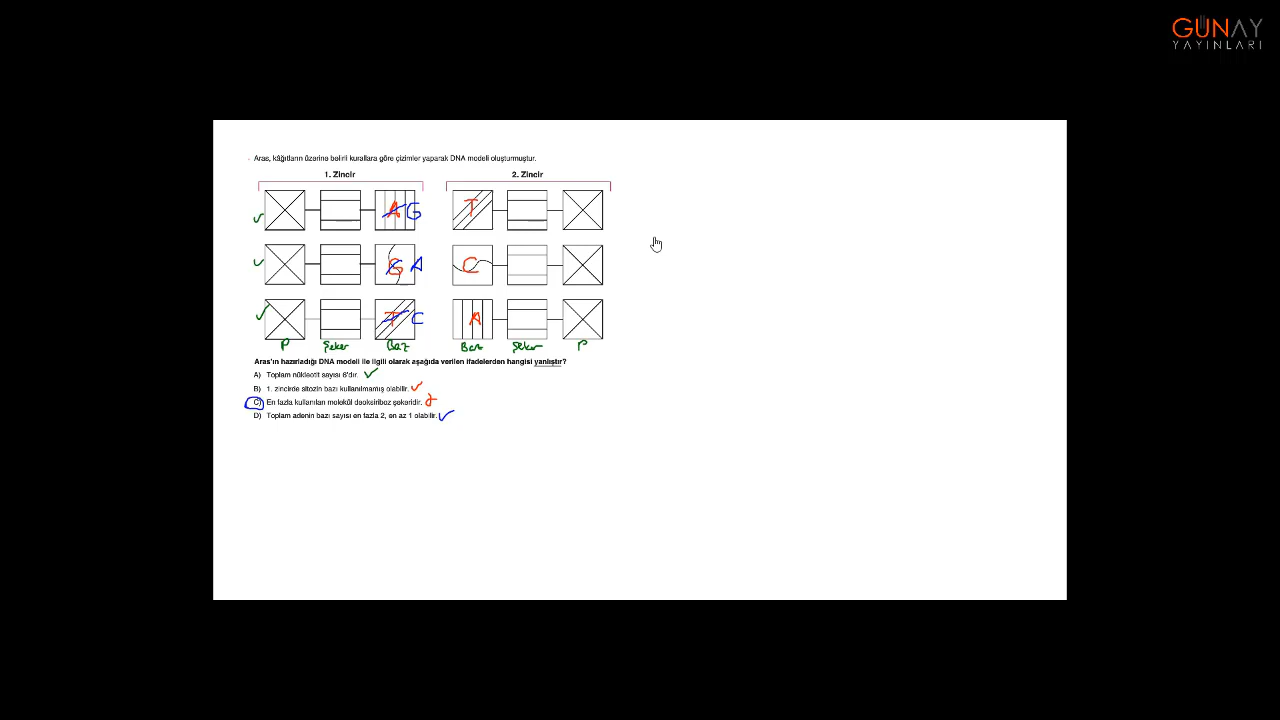 GÜNAY
YAYINLARI
Aras, kâğıtların üzerine belirli kurallara göre çizimler yaparak DNA modeli oluşturmuştur.
1. Zincir 2. Zincir
A G T
G A C
T C A
P Şeker Baz Baz Şeker P
Aras'ın hazırladığı DNA modeli ile ilgili olarak aşağıda verilen ifadelerden hangisi yanlıştır?
A) Toplam nükleotit sayısı 6'dır.
B) 1. zincirde sitozin bazı kullanılmamış olabilir.
C) En fazla kullanılan molekül deoksiriboz şekeridir.
D) Toplam adenin bazı sayısı en fazla 2, en az 1 olabilir.